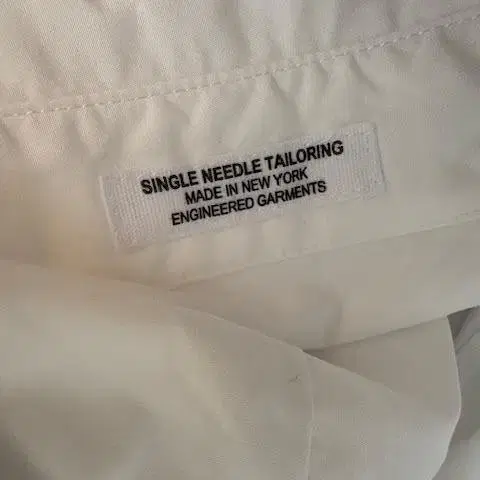 SINGLE NEEDLE TAILORING
MADE IN NEW YORK
ENGINEERED GARMENTS